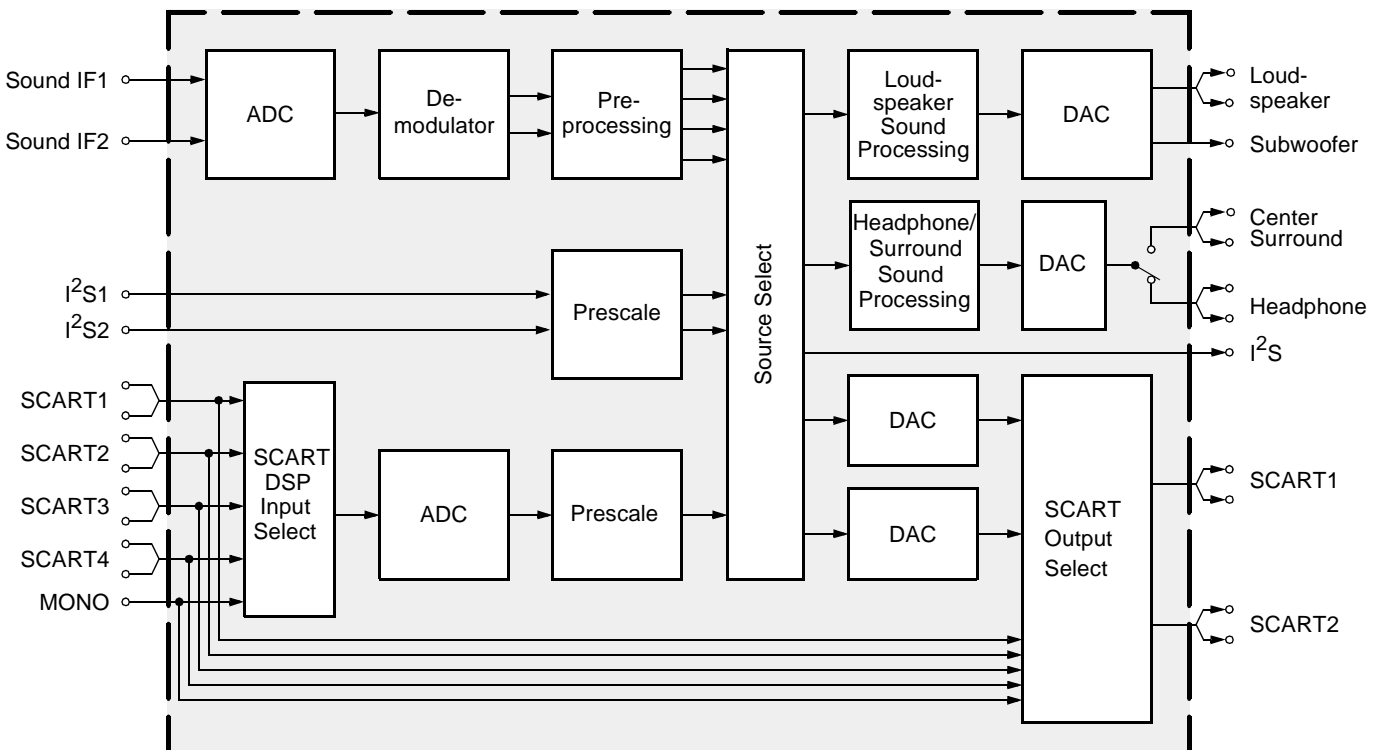 Sound IF1
Sound IF2
ADC
De-
modulator
Pre-
processing
Loud-
speaker
Sound
Processing
DAC
Loud-
speaker
Subwoofer
Headphone/
Surround
Sound
Processing
DAC
Center
Surround
Headphone
I²S1
I²S2
Prescale
Source Select
I²S
SCART1
SCART2
SCART3
SCART4
MONO
SCART
DSP
Input
Select
ADC
Prescale
DAC
DAC
SCART
Output
Select
SCART1
SCART2